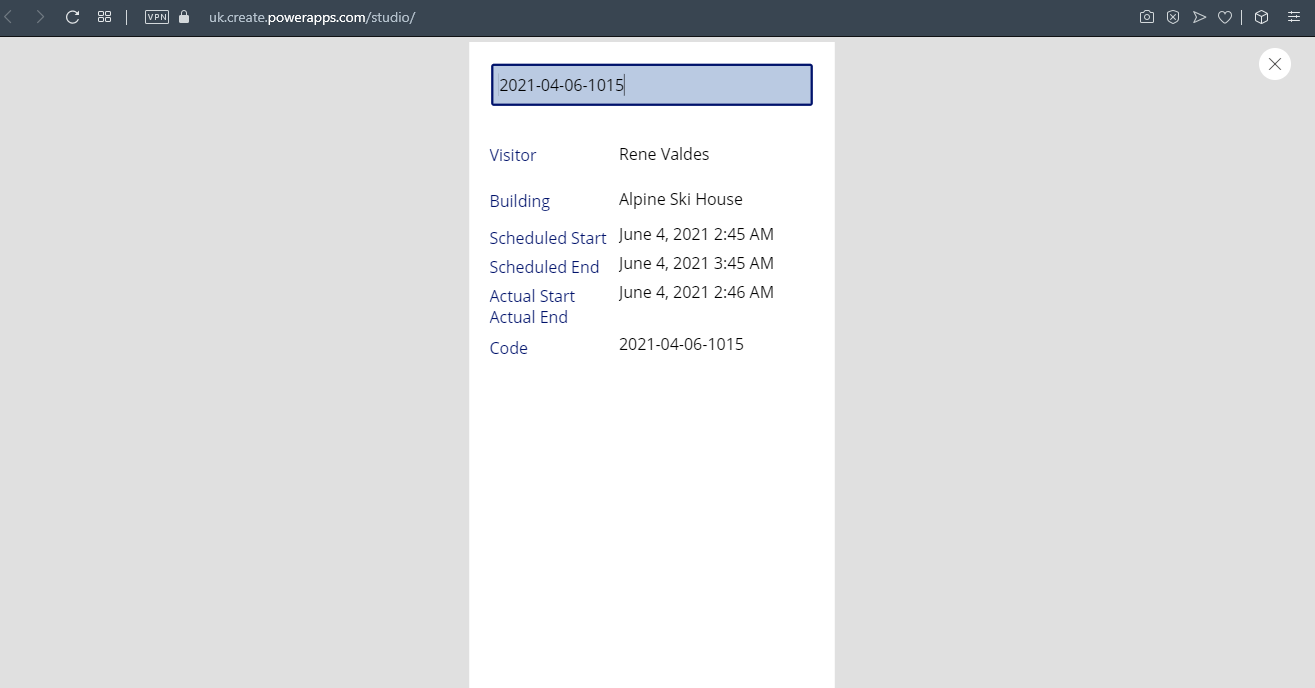 VPN uk.create.powerapps.com/studio/
2021-04-06-1015
Visitor Rene Valdes
Building Alpine Ski House
Scheduled Start June 4, 2021 2:45 AM
Scheduled End June 4, 2021 3:45 AM
Actual Start June 4, 2021 2:46 AM
Actual End
Code 2021-04-06-1015